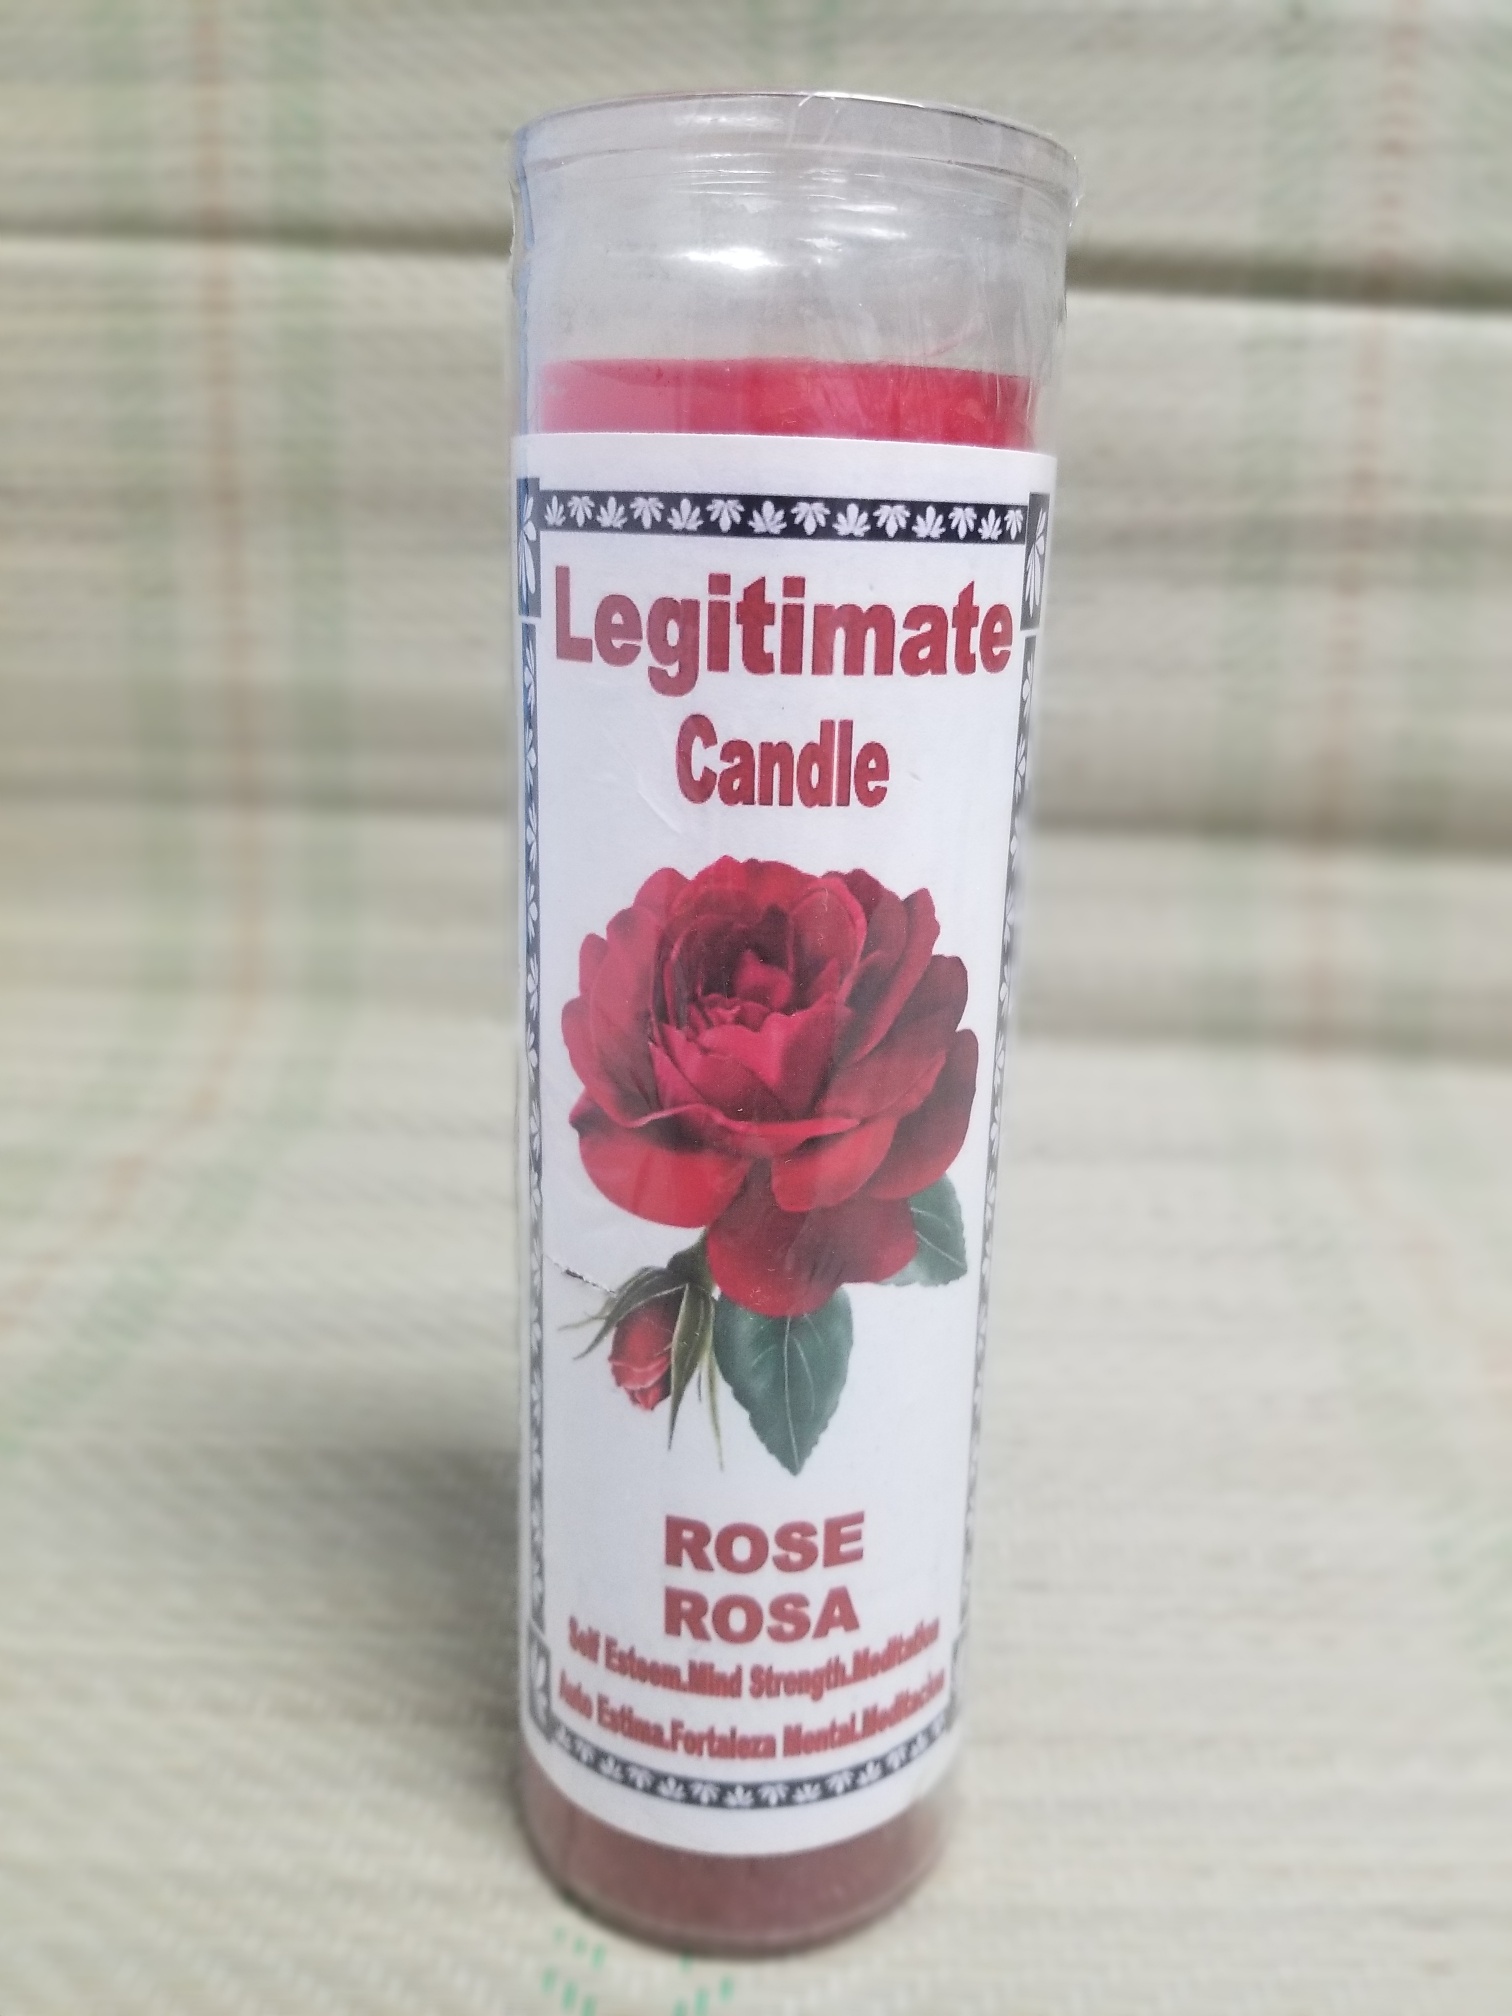 Legitimate
Candle
ROSE
ROSA
Self Esteem.Mind Strength.Meditation
Auto Estima.Fortaleza Mental.Meditacion